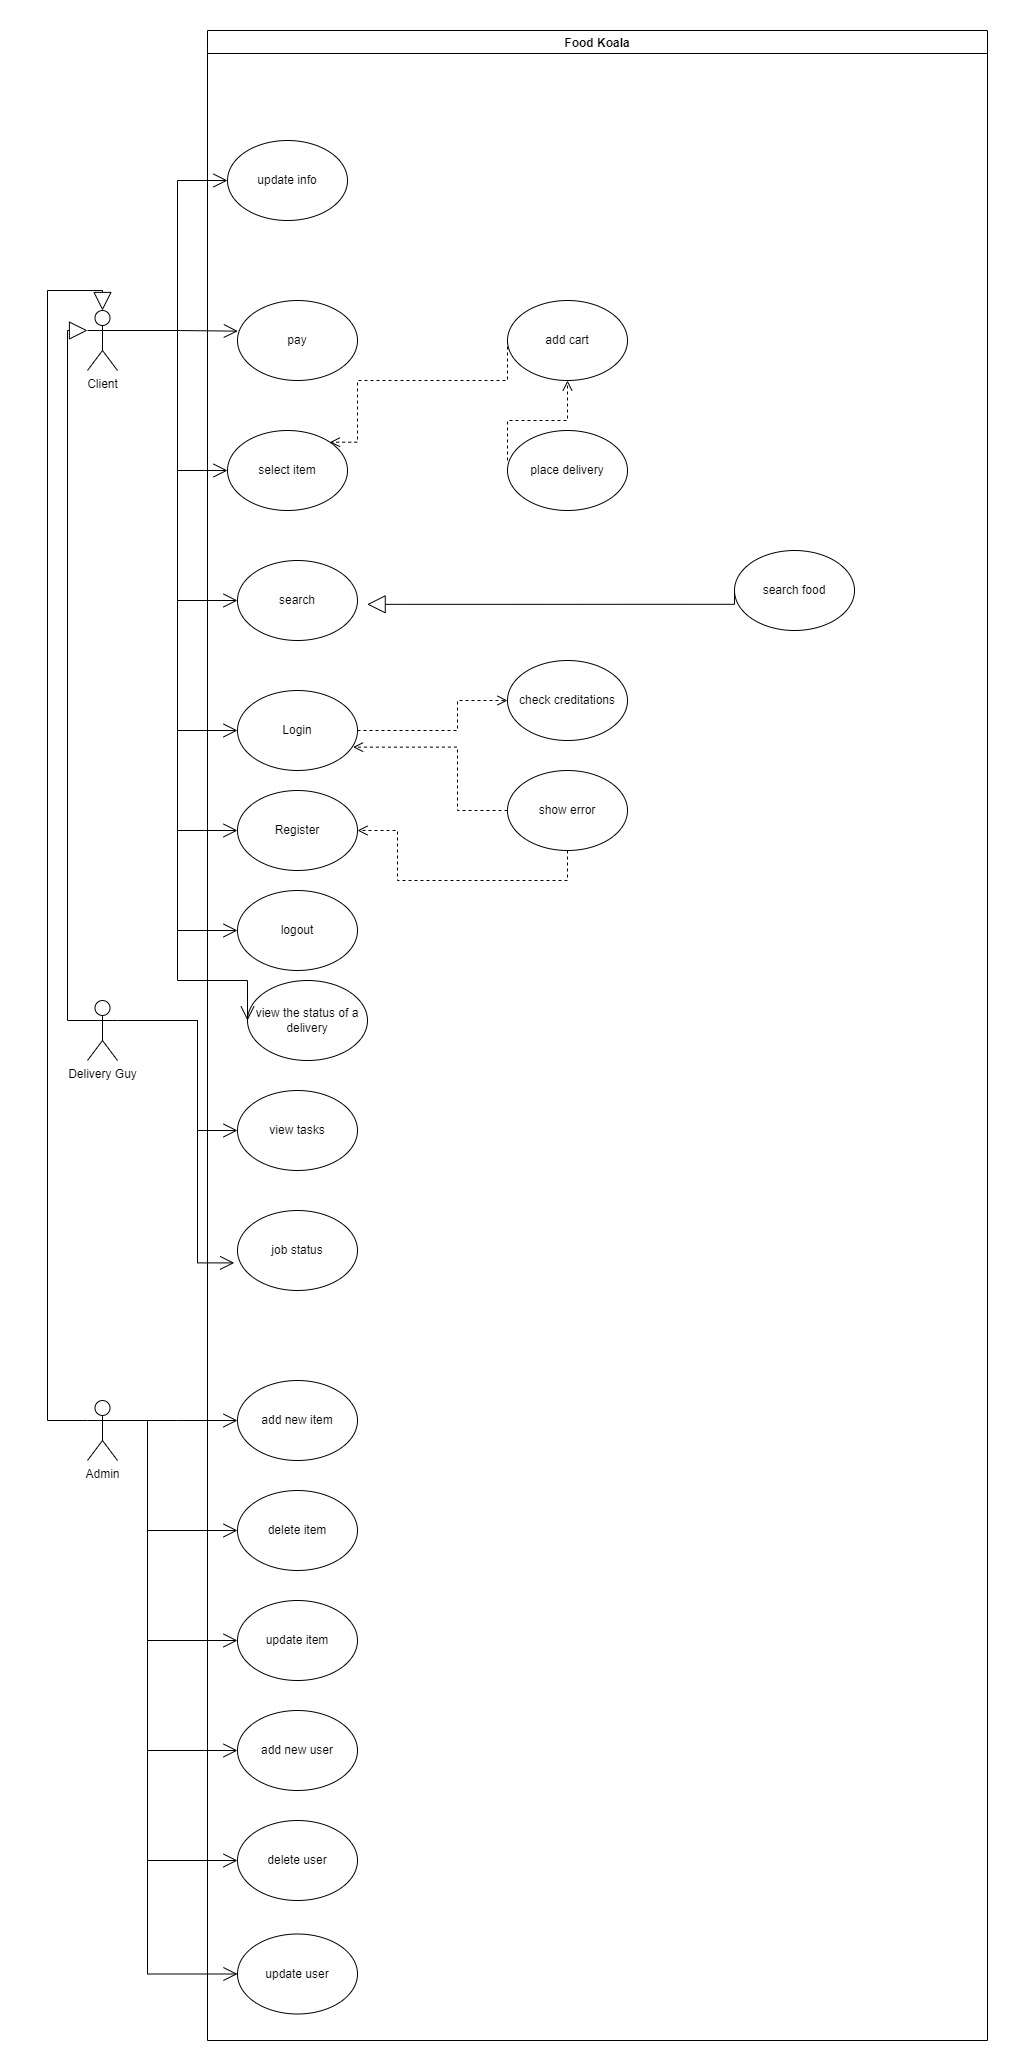 Food Koala
update info
pay
add cart
Client
select item
place delivery
search
search food
Login
check creditations
show error
Register
logout
view the status of a
delivery
Delivery Guy
view tasks
job status
add new item
Admin
delete item
update item
add new user
delete user
update user